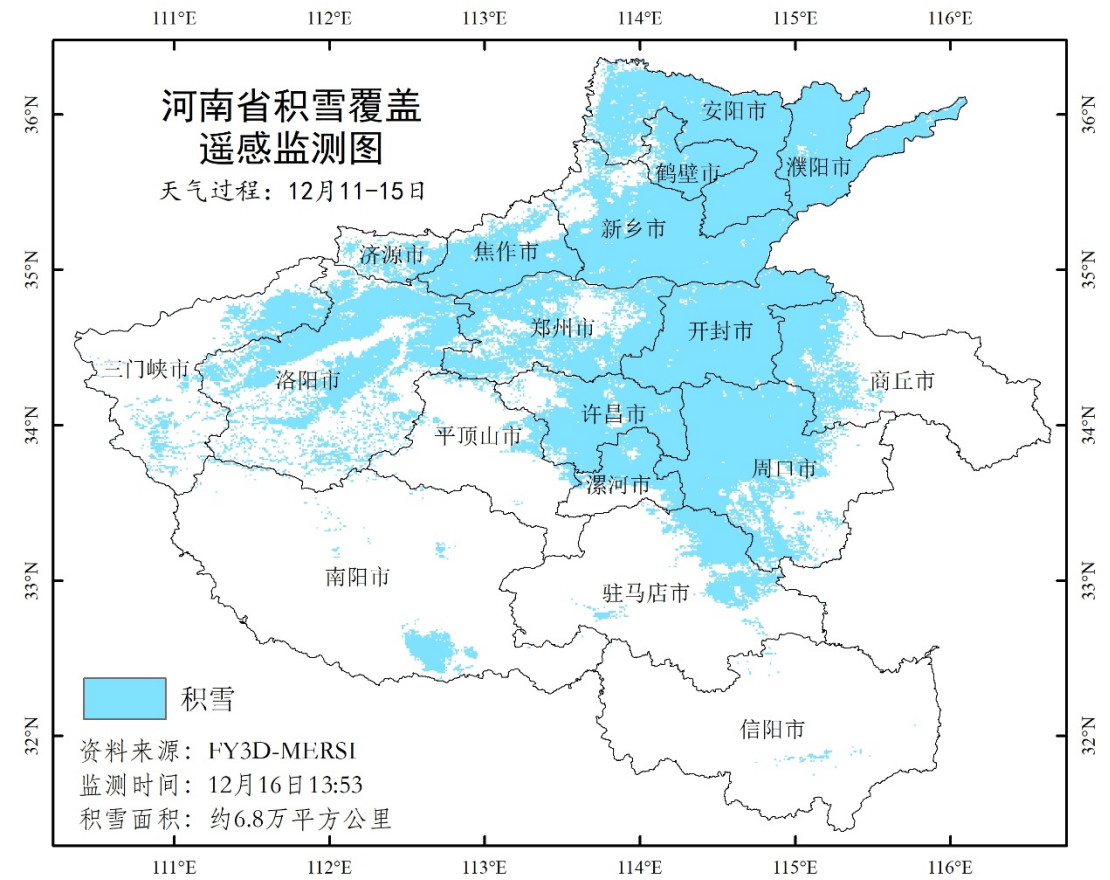 111°E 112°E 113°E 114°E 115°E 116°E
河南省积雪覆盖
遥感监测图
天气过程：12月11-15日
36°N
35°N
34°N
33°N
32°N
36°N
35°N
34°N
33°N
32°N
安阳市
鹤壁市
濮阳市
新乡市
济源市
焦作市
郑州市
开封市
三门峡市
洛阳市
商丘市
许昌市
平顶山市
周口市
漯河市
南阳市
驻马店市
信阳市
积雪
资料来源：FY3D-MERSI
监测时间：12月16日13:53
积雪面积：约6.8万平方公里
111°E 112°E 113°E 114°E 115°E 116°E